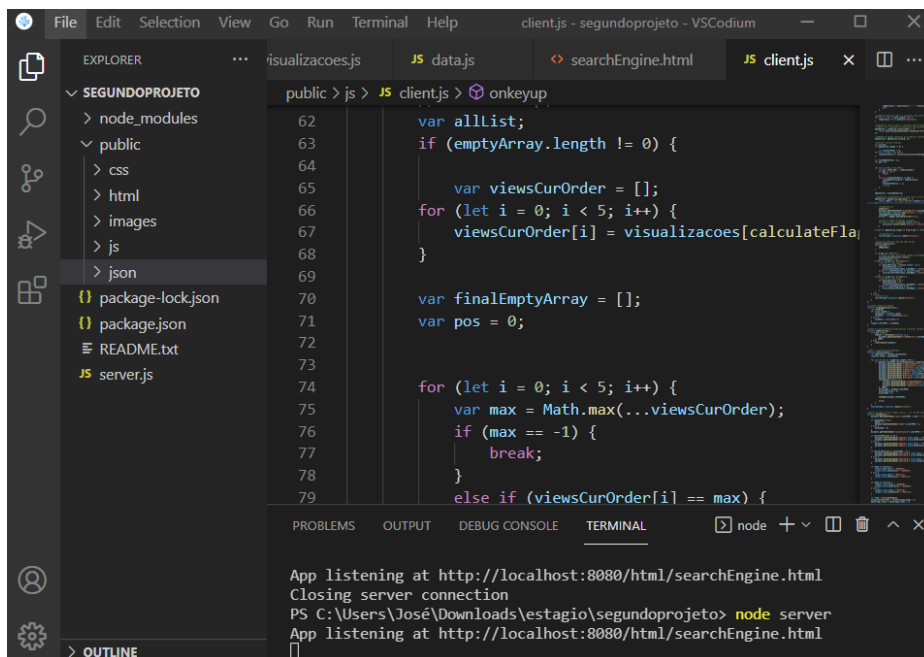 File Edit Selection View Go Run Terminal Help client.js - segundoprojeto - VSCodium
EXPLORER
SEGUNDOPROJETO
node_modules
public
css
html
images
js
json
package-lock.json
package.json
README.txt
server.js
OUTLINE
visualizacoes.js JS data.js <> searchEngine.html JS client.js
public > js > JS client.js > onkeyup
62 var allList;
63 if (emptyArray.length != 0) {
64
65 var viewsCurOrder = [];
66 for (let i = 0; i < 5; i++) {
67 viewsCurOrder[i] = visualizacoes[calculateFla
68 }
69
70 var finalEmptyArray = [];
71 var pos = 0;
72
73
74 for (let i = 0; i < 5; i++) {
75 var max = Math.max(...viewsCurOrder);
76 if (max == -1) {
77 break;
78 }
79 else if (viewsCurOrder[i] == max) {
PROBLEMS OUTPUT DEBUG CONSOLE TERMINAL node
App listening at http://localhost:8080/html/searchEngine.html
Closing server connection
PS C:\Users\José\Downloads\estagio\segundoprojeto> node server
App listening at http://localhost:8080/html/searchEngine.html